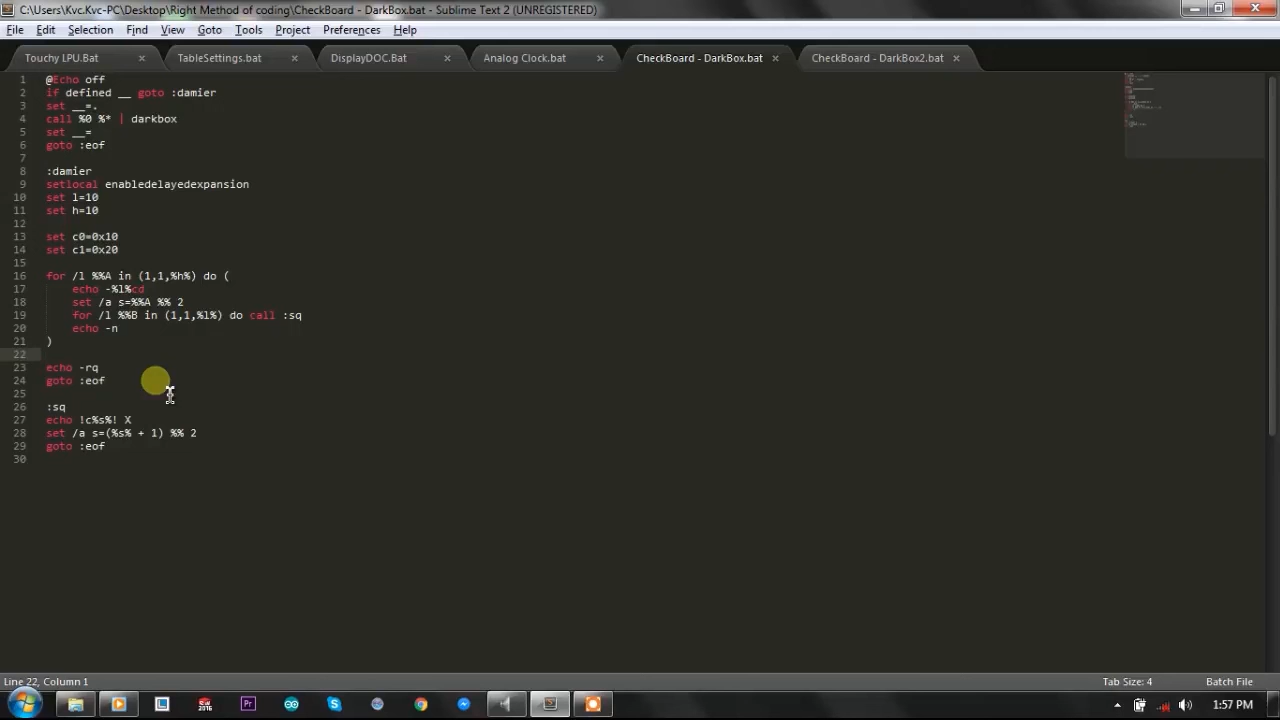 C:\Users\Kvc.Kvc-PC\Desktop\Right Method of coding\CheckBoard - DarkBox.bat - Sublime Text 2 (UNREGISTERED)
File Edit Selection Find View Goto Tools Project Preferences Help
Touchy LPU.Bat × TableSettings.bat × DisplayDOC.Bat × Analog Clock.bat × CheckBoard - DarkBox.bat × CheckBoard - DarkBox2.bat ×
1 @Echo off
2 if defined __ goto :damier
3 set __=.
4 call %0 %* | darkbox
5 set __=
6 goto :eof
7
8 :damier
9 setlocal enabledelayedexpansion
10 set l=10
11 set h=10
12
13 set c0=0x10
14 set c1=0x20
15
16 for /l %%A in (1,1,%h%) do (
17 echo -%l%cd
18 set /a s=%%A %% 2
19 for /l %%B in (1,1,%l%) do call :sq
20 echo -n
21 )
22
23 echo -rq
24 goto :eof
25
26 :sq
27 echo !c%s%! X
28 set /a s=(%s% + 1) %% 2
29 goto :eof
30
Line 22, Column 1 Tab Size: 4 Batch File
SW 2016 Pr 1:57 PM